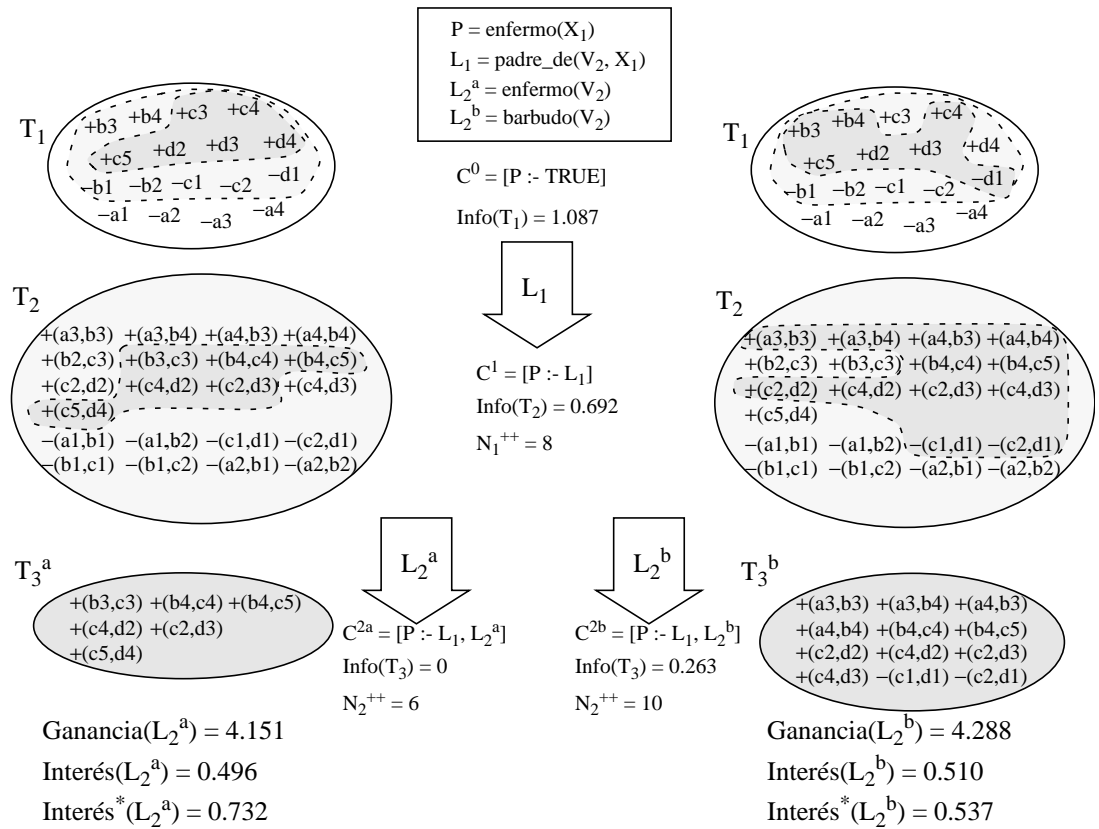 P = enfermo(X₁)
L₁ = padre_de(V₂, X₁)
L₂ᵃ = enfermo(V₂)
L₂ᵇ = barbudo(V₂)
T₁
+b3 +b4 +c3 +c4
+c5 +d2 +d3 +d4
−b1 −b2 −c1 −c2 −d1
−a1 −a2 −a3 −a4
C⁰ = [P :- TRUE]
Info(T₁) = 1.087
T₁
+b3 +b4 +c3 +c4
+c5 +d2 +d3 +d4
−b1 −b2 −c1 −c2 −d1
−a1 −a2 −a3 −a4
L₁
T₂
+(a3,b3) +(a3,b4) +(a4,b3) +(a4,b4)
+(b2,c3) +(b3,c3) +(b4,c4) +(b4,c5)
+(c2,d2) +(c4,d2) +(c2,d3) +(c4,d3)
+(c5,d4)
−(a1,b1) −(a1,b2) −(c1,d1) −(c2,d1)
−(b1,c1) −(b1,c2) −(a2,b1) −(a2,b2)
C¹ = [P :- L₁]
Info(T₂) = 0.692
N₁⁺⁺ = 8
T₂
+(a3,b3) +(a3,b4) +(a4,b3) +(a4,b4)
+(b2,c3) +(b3,c3) +(b4,c4) +(b4,c5)
+(c2,d2) +(c4,d2) +(c2,d3) +(c4,d3)
+(c5,d4)
−(a1,b1) −(a1,b2) −(c1,d1) −(c2,d1)
−(b1,c1) −(b1,c2) −(a2,b1) −(a2,b2)
L₂ᵃ
L₂ᵇ
T₃ᵃ
+(b3,c3) +(b4,c4) +(b4,c5)
+(c4,d2) +(c2,d3)
+(c5,d4)
C²ᵃ = [P :- L₁, L₂ᵃ]
Info(T₃) = 0
N₂⁺⁺ = 6
C²ᵇ = [P :- L₁, L₂ᵇ]
Info(T₃) = 0.263
N₂⁺⁺ = 10
T₃ᵇ
+(a3,b3) +(a3,b4) +(a4,b3)
+(a4,b4) +(b4,c4) +(b4,c5)
+(c2,d2) +(c4,d2) +(c2,d3)
+(c4,d3) −(c1,d1) −(c2,d1)
Ganancia(L₂ᵃ) = 4.151
Interés(L₂ᵃ) = 0.496
Interés*(L₂ᵃ) = 0.732
Ganancia(L₂ᵇ) = 4.288
Interés(L₂ᵇ) = 0.510
Interés*(L₂ᵇ) = 0.537